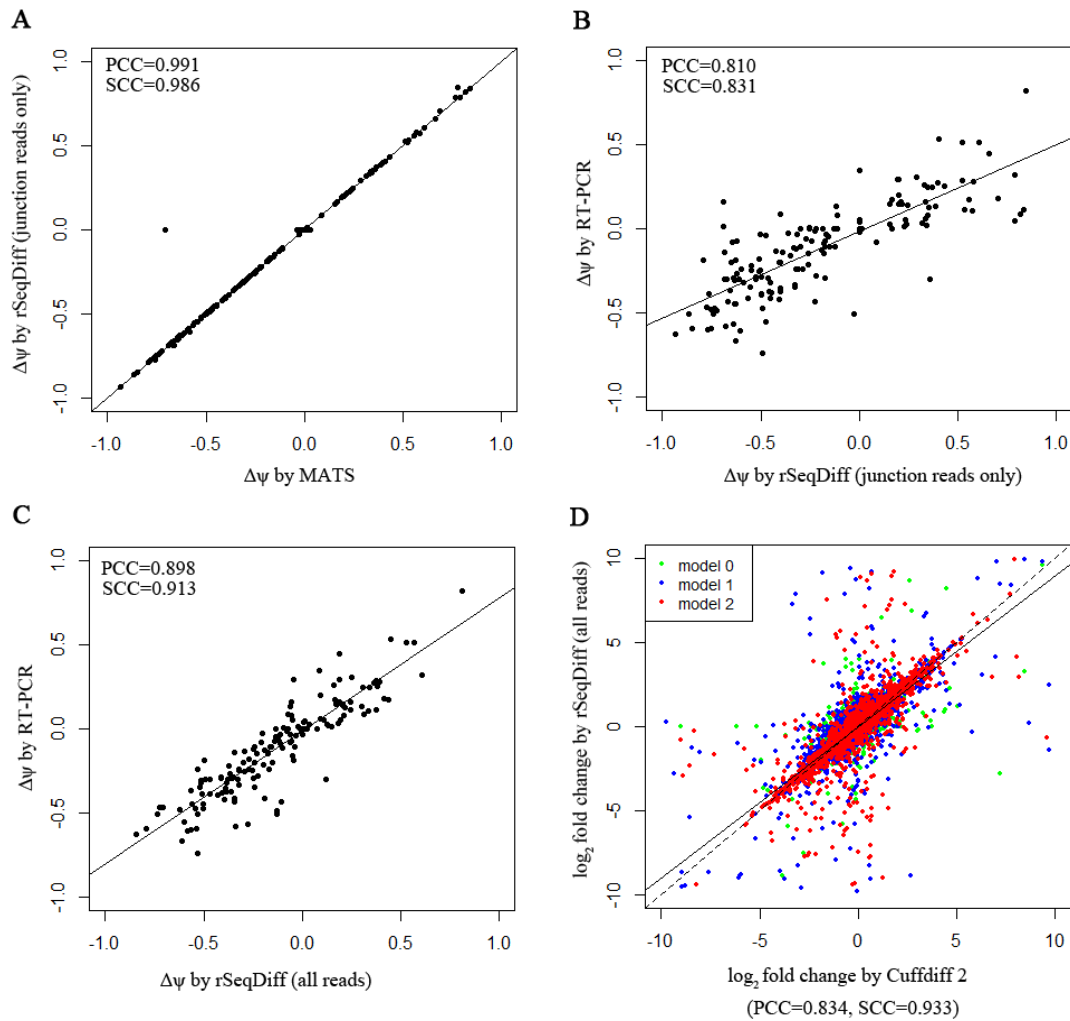 A
PCC=0.991
SCC=0.986
1.0
0.5
0.0
-0.5
-1.0
Δψ by rSeqDiff (junction reads only)
-1.0 -0.5 0.0 0.5 1.0
Δψ by MATS
B
PCC=0.810
SCC=0.831
1.0
0.5
0.0
-0.5
-1.0
Δψ by RT-PCR
-1.0 -0.5 0.0 0.5 1.0
Δψ by rSeqDiff (junction reads only)
C
PCC=0.898
SCC=0.913
1.0
0.5
0.0
-0.5
-1.0
Δψ by RT-PCR
-1.0 -0.5 0.0 0.5 1.0
Δψ by rSeqDiff (all reads)
D
model 0
model 1
model 2
10
5
0
-5
-10
log₂ fold change by rSeqDiff (all reads)
-10 -5 0 5 10
log₂ fold change by Cuffdiff 2
(PCC=0.834, SCC=0.933)